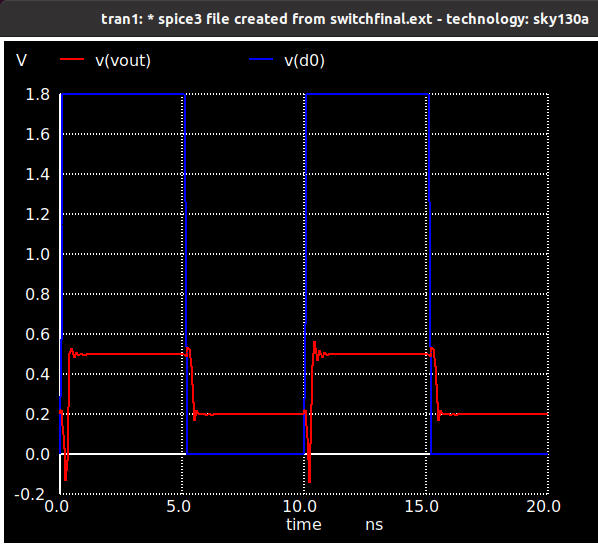 tran1: * spice3 file created from switchfinal.ext - technology: sky130a
V v(vout) v(d0)
1.8
1.6
1.4
1.2
1.0
0.8
0.6
0.4
0.2
0.0
-0.2
0.0 5.0 10.0 15.0 20.0
time ns